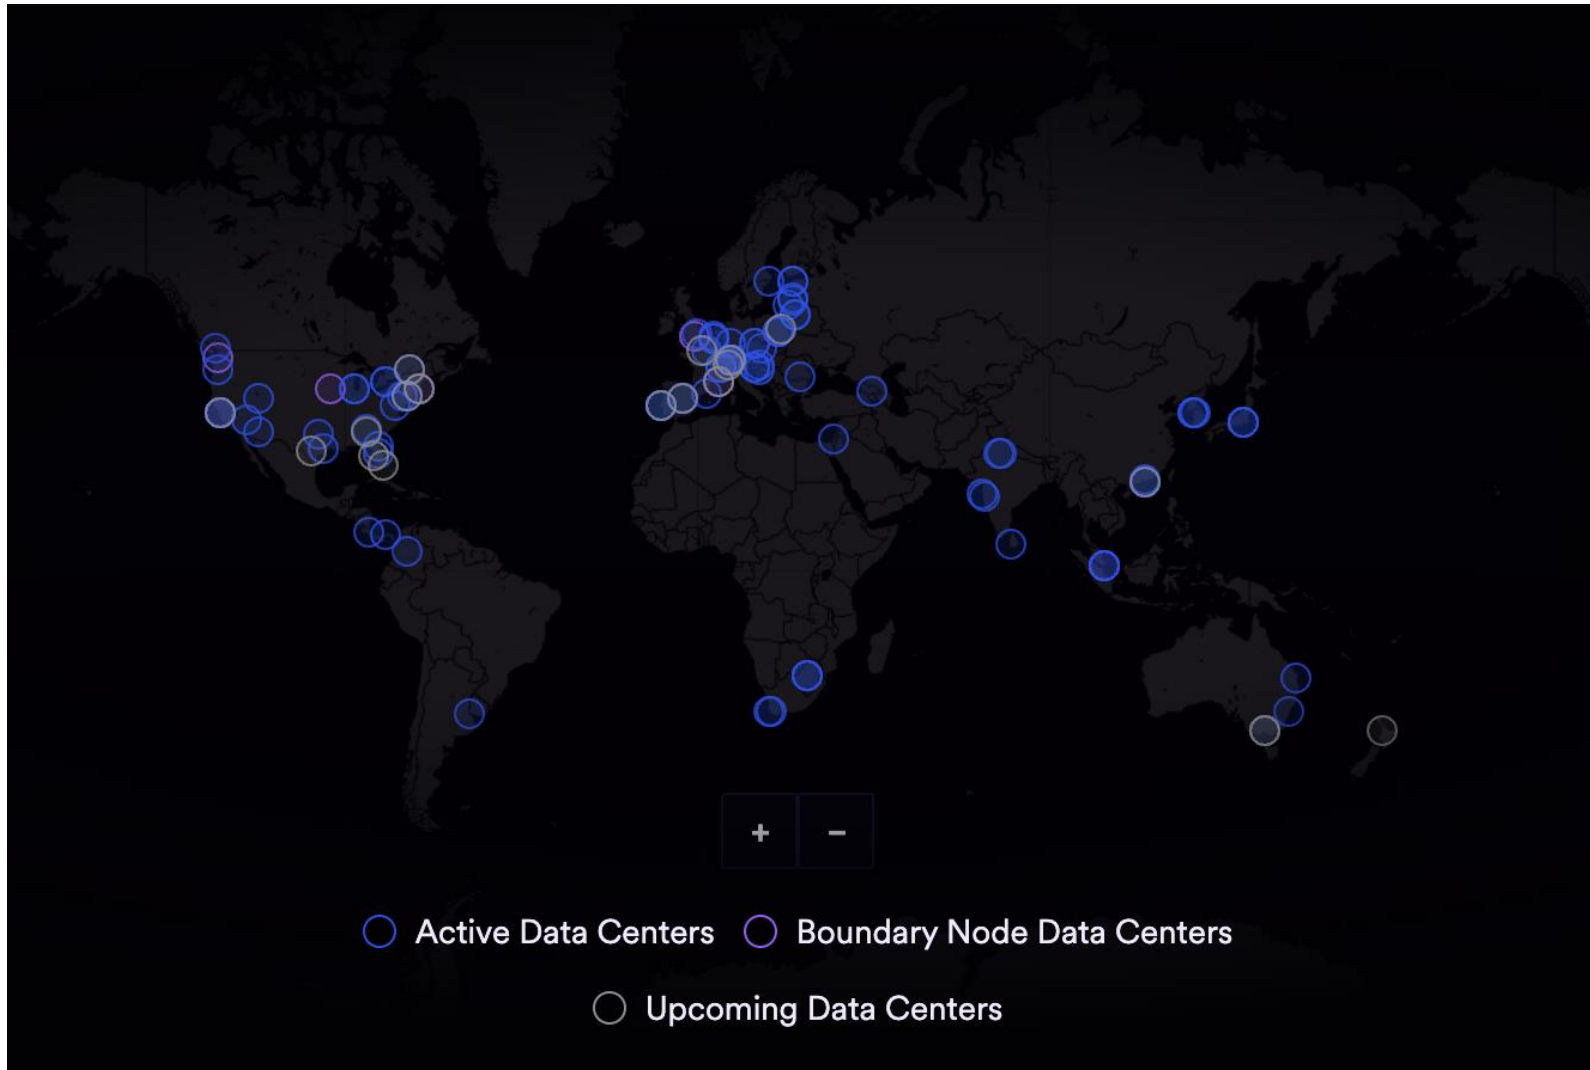 + −
Active Data Centers Boundary Node Data Centers
Upcoming Data Centers